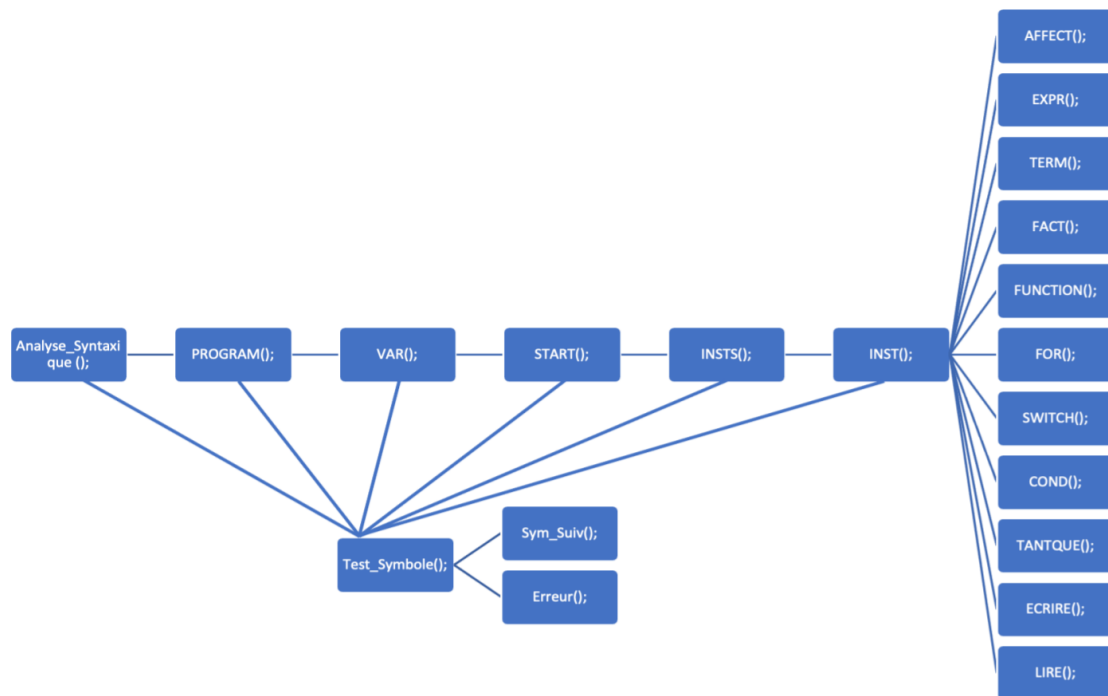 AFFECT();
EXPR();
TERM();
FACT();
FUNCTION();
Analyse_Syntaxi
que ();
PROGRAM();
VAR();
START();
INSTS();
INST();
FOR();
SWITCH();
COND();
Sym_Suiv();
TANTQUE();
Test_Symbole();
Erreur();
ECRIRE();
LIRE();